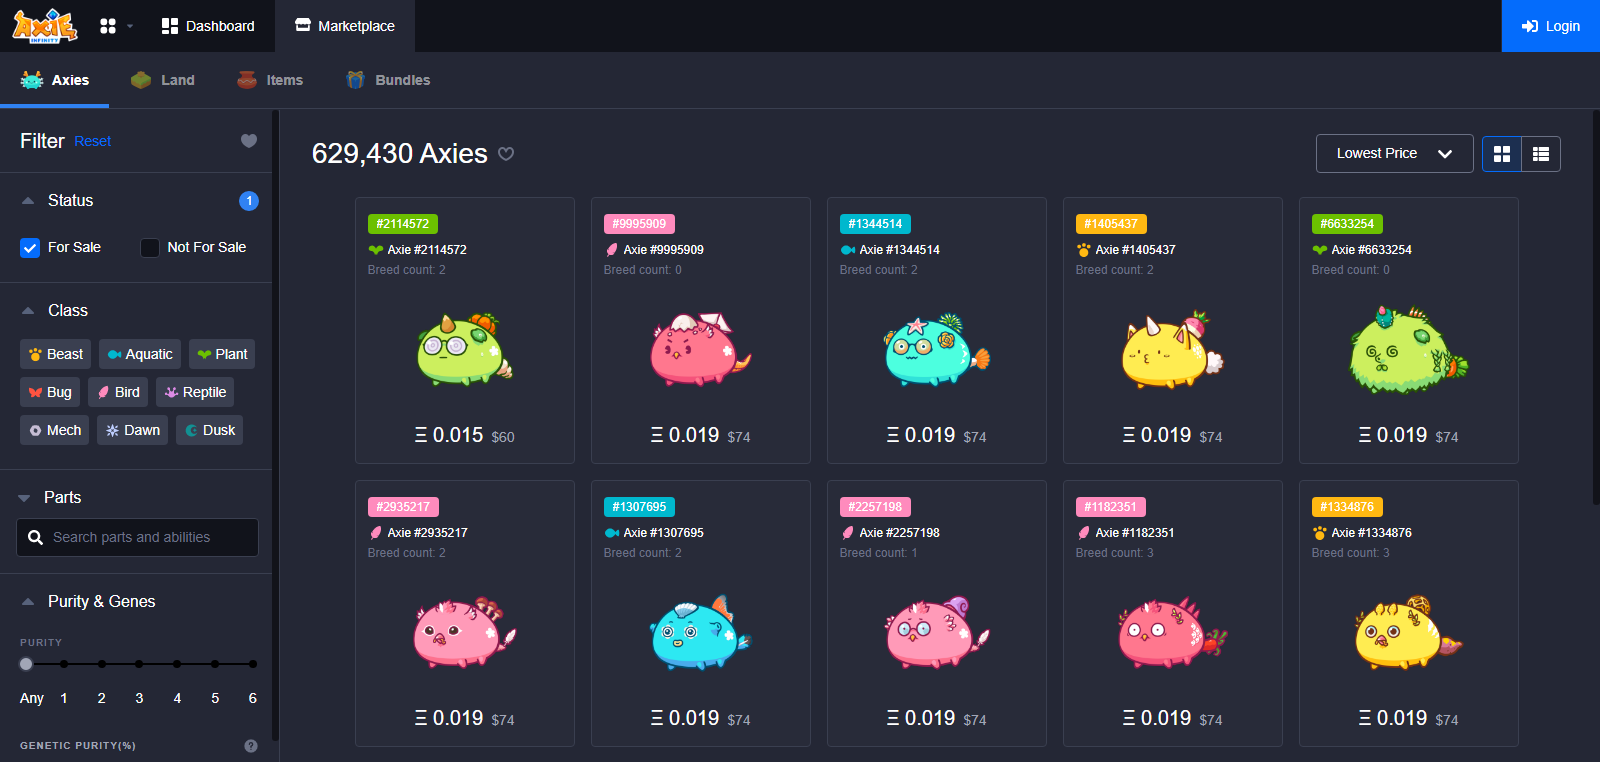 AXIE
INFINITY
Dashboard
Marketplace
Login
Axies
Land
Items
Bundles
Filter
Reset
Status
1
For Sale
Not For Sale
Class
Beast
Aquatic
Plant
Bug
Bird
Reptile
Mech
Dawn
Dusk
Parts
Search parts and abilities
Purity & Genes
PURITY
Any 1 2 3 4 5 6
GENETIC PURITY(%)
?
629,430 Axies
Lowest Price
#2114572
Axie #2114572
Breed count: 2
Ξ 0.015 $60
#9995909
Axie #9995909
Breed count: 0
Ξ 0.019 $74
#1344514
Axie #1344514
Breed count: 2
Ξ 0.019 $74
#1405437
Axie #1405437
Breed count: 2
Ξ 0.019 $74
#6633254
Axie #6633254
Breed count: 0
Ξ 0.019 $74
#2935217
Axie #2935217
Breed count: 2
Ξ 0.019 $74
#1307695
Axie #1307695
Breed count: 2
Ξ 0.019 $74
#2257198
Axie #2257198
Breed count: 1
Ξ 0.019 $74
#1182351
Axie #1182351
Breed count: 3
Ξ 0.019 $74
#1334876
Axie #1334876
Breed count: 3
Ξ 0.019 $74